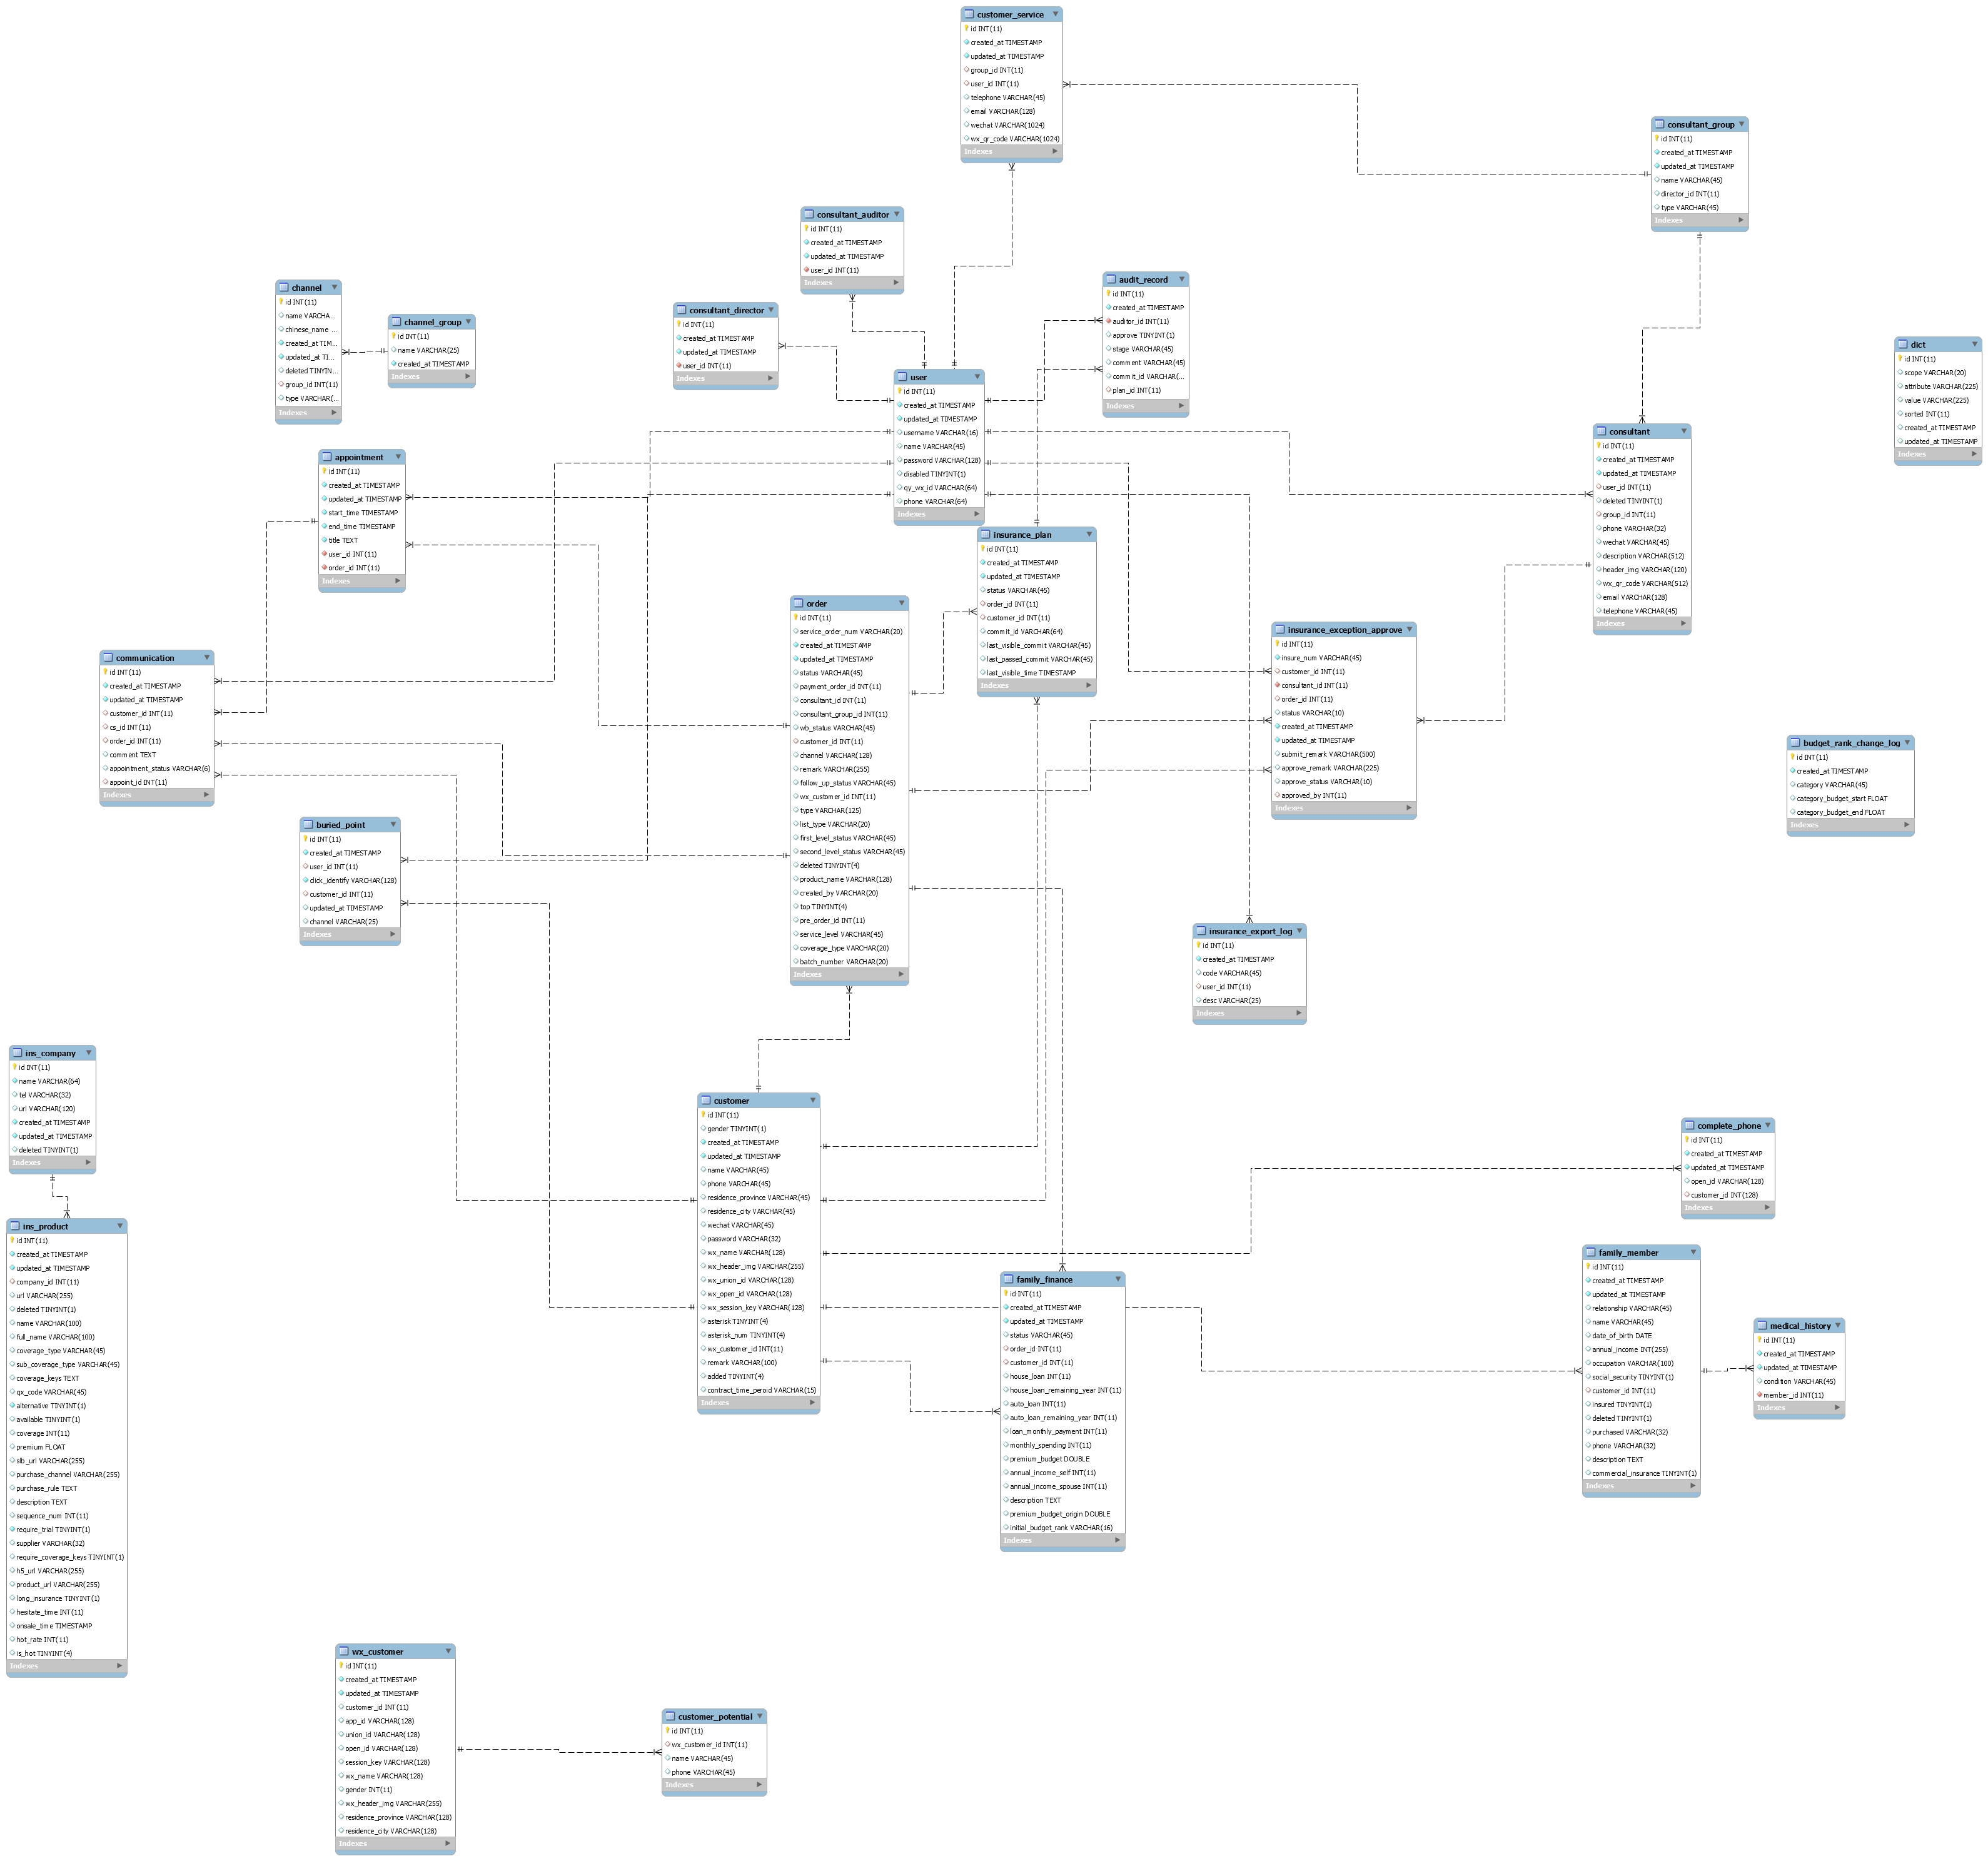 customer_service
id INT(11)
created_at TIMESTAMP
updated_at TIMESTAMP
group_id INT(11)
user_id INT(11)
telephone VARCHAR(45)
email VARCHAR(128)
wechat VARCHAR(1024)
wx_qr_code VARCHAR(1024)
Indexes
consultant_group
id INT(11)
created_at TIMESTAMP
updated_at TIMESTAMP
name VARCHAR(45)
director_id INT(11)
type VARCHAR(45)
Indexes
consultant_auditor
id INT(11)
created_at TIMESTAMP
updated_at TIMESTAMP
user_id INT(11)
Indexes
audit_record
id INT(11)
created_at TIMESTAMP
auditor_id INT(11)
approve TINYINT(1)
stage VARCHAR(45)
comment VARCHAR(45)
commit_id VARCHAR(...
plan_id INT(11)
Indexes
channel
id INT(11)
name VARCHA...
chinese_name ...
created_at TIM...
updated_at TI...
deleted TINYIN...
group_id INT(11)
type VARCHAR(...
Indexes
channel_group
id INT(11)
name VARCHAR(25)
created_at TIMESTAMP
Indexes
consultant_director
id INT(11)
created_at TIMESTAMP
updated_at TIMESTAMP
user_id INT(11)
Indexes
dict
id INT(11)
scope VARCHAR(20)
attribute VARCHAR(225)
value VARCHAR(225)
sorted INT(11)
created_at TIMESTAMP
updated_at TIMESTAMP
Indexes
user
id INT(11)
created_at TIMESTAMP
updated_at TIMESTAMP
username VARCHAR(16)
name VARCHAR(45)
password VARCHAR(128)
disabled TINYINT(1)
qy_wx_id VARCHAR(64)
phone VARCHAR(64)
Indexes
consultant
id INT(11)
created_at TIMESTAMP
updated_at TIMESTAMP
user_id INT(11)
deleted TINYINT(1)
group_id INT(11)
phone VARCHAR(32)
wechat VARCHAR(45)
description VARCHAR(512)
header_img VARCHAR(120)
wx_qr_code VARCHAR(512)
email VARCHAR(128)
telephone VARCHAR(45)
Indexes
appointment
id INT(11)
created_at TIMESTAMP
updated_at TIMESTAMP
start_time TIMESTAMP
end_time TIMESTAMP
title TEXT
user_id INT(11)
order_id INT(11)
Indexes
insurance_plan
id INT(11)
created_at TIMESTAMP
updated_at TIMESTAMP
status VARCHAR(45)
order_id INT(11)
customer_id INT(11)
commit_id VARCHAR(64)
last_visible_commit VARCHAR(45)
last_passed_commit VARCHAR(45)
last_visible_time TIMESTAMP
Indexes
order
id INT(11)
service_order_num VARCHAR(20)
created_at TIMESTAMP
updated_at TIMESTAMP
status VARCHAR(45)
payment_order_id INT(11)
consultant_id INT(11)
consultant_group_id INT(11)
wb_status VARCHAR(45)
customer_id INT(11)
channel VARCHAR(128)
remark VARCHAR(255)
follow_up_status VARCHAR(45)
wx_customer_id INT(11)
type VARCHAR(125)
list_type VARCHAR(20)
first_level_status VARCHAR(45)
second_level_status VARCHAR(45)
deleted TINYINT(4)
product_name VARCHAR(128)
created_by VARCHAR(20)
top TINYINT(4)
pre_order_id INT(11)
service_level VARCHAR(45)
coverage_type VARCHAR(20)
batch_number VARCHAR(20)
Indexes
insurance_exception_approve
id INT(11)
insure_num VARCHAR(45)
customer_id INT(11)
consultant_id INT(11)
order_id INT(11)
status VARCHAR(10)
created_at TIMESTAMP
updated_at TIMESTAMP
submit_remark VARCHAR(500)
approve_remark VARCHAR(225)
approve_status VARCHAR(10)
approved_by INT(11)
Indexes
communication
id INT(11)
created_at TIMESTAMP
updated_at TIMESTAMP
customer_id INT(11)
cs_id INT(11)
order_id INT(11)
comment TEXT
appointment_status VARCHAR(6)
appoint_id INT(11)
Indexes
budget_rank_change_log
id INT(11)
created_at TIMESTAMP
category VARCHAR(45)
category_budget_start FLOAT
category_budget_end FLOAT
Indexes
buried_point
id INT(11)
created_at TIMESTAMP
user_id INT(11)
click_identify VARCHAR(128)
customer_id INT(11)
updated_at TIMESTAMP
channel VARCHAR(25)
Indexes
insurance_export_log
id INT(11)
created_at TIMESTAMP
code VARCHAR(45)
user_id INT(11)
desc VARCHAR(25)
Indexes
ins_company
id INT(11)
name VARCHAR(64)
tel VARCHAR(32)
url VARCHAR(120)
created_at TIMESTAMP
updated_at TIMESTAMP
deleted TINYINT(1)
Indexes
customer
id INT(11)
gender TINYINT(1)
created_at TIMESTAMP
updated_at TIMESTAMP
name VARCHAR(45)
phone VARCHAR(45)
residence_province VARCHAR(45)
residence_city VARCHAR(45)
wechat VARCHAR(45)
password VARCHAR(32)
wx_name VARCHAR(128)
wx_header_img VARCHAR(255)
wx_union_id VARCHAR(128)
wx_open_id VARCHAR(128)
wx_session_key VARCHAR(128)
asterisk TINYINT(4)
asterisk_num TINYINT(4)
wx_customer_id INT(11)
remark VARCHAR(100)
added TINYINT(4)
contract_time_peroid VARCHAR(15)
Indexes
complete_phone
id INT(11)
created_at TIMESTAMP
updated_at TIMESTAMP
open_id VARCHAR(128)
customer_id INT(128)
Indexes
ins_product
id INT(11)
created_at TIMESTAMP
updated_at TIMESTAMP
company_id INT(11)
url VARCHAR(255)
deleted TINYINT(1)
name VARCHAR(100)
full_name VARCHAR(100)
coverage_type VARCHAR(45)
sub_coverage_type VARCHAR(45)
coverage_keys TEXT
qx_code VARCHAR(45)
alternative TINYINT(1)
available TINYINT(1)
coverage INT(11)
premium FLOAT
slb_url VARCHAR(255)
purchase_channel VARCHAR(255)
purchase_rule TEXT
description TEXT
sequence_num INT(11)
require_trial TINYINT(1)
supplier VARCHAR(32)
require_coverage_keys TINYINT(1)
h5_url VARCHAR(255)
product_url VARCHAR(255)
long_insurance TINYINT(1)
hesitate_time INT(11)
onsale_time TIMESTAMP
hot_rate INT(11)
is_hot TINYINT(4)
Indexes
family_finance
id INT(11)
created_at TIMESTAMP
updated_at TIMESTAMP
status VARCHAR(45)
order_id INT(11)
customer_id INT(11)
house_loan INT(11)
house_loan_remaining_year INT(11)
auto_loan INT(11)
auto_loan_remaining_year INT(11)
loan_monthly_payment INT(11)
monthly_spending INT(11)
premium_budget DOUBLE
annual_income_self INT(11)
annual_income_spouse INT(11)
description TEXT
premium_budget_origin DOUBLE
initial_budget_rank VARCHAR(16)
Indexes
family_member
id INT(11)
created_at TIMESTAMP
updated_at TIMESTAMP
relationship VARCHAR(45)
name VARCHAR(45)
date_of_birth DATE
annual_income INT(255)
occupation VARCHAR(100)
social_security TINYINT(1)
customer_id INT(11)
insured TINYINT(1)
deleted TINYINT(1)
purchased VARCHAR(32)
phone VARCHAR(32)
description TEXT
commercial_insurance TINYINT(1)
Indexes
medical_history
id INT(11)
created_at TIMESTAMP
updated_at TIMESTAMP
condition VARCHAR(45)
member_id INT(11)
Indexes
wx_customer
id INT(11)
created_at TIMESTAMP
updated_at TIMESTAMP
customer_id INT(11)
app_id VARCHAR(128)
union_id VARCHAR(128)
open_id VARCHAR(128)
session_key VARCHAR(128)
wx_name VARCHAR(128)
gender INT(11)
wx_header_img VARCHAR(255)
residence_province VARCHAR(128)
residence_city VARCHAR(128)
Indexes
customer_potential
id INT(11)
wx_customer_id INT(11)
name VARCHAR(45)
phone VARCHAR(45)
Indexes